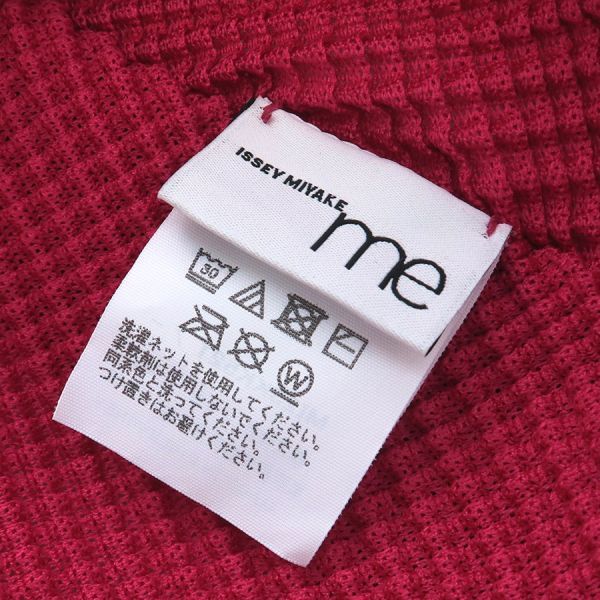 ISSEY MIYAKE
me
30
W
洗濯ネットを使用してください。
柔軟剤は使用しないでください。
同系色と洗ってください。
つけ置きはお避けください。